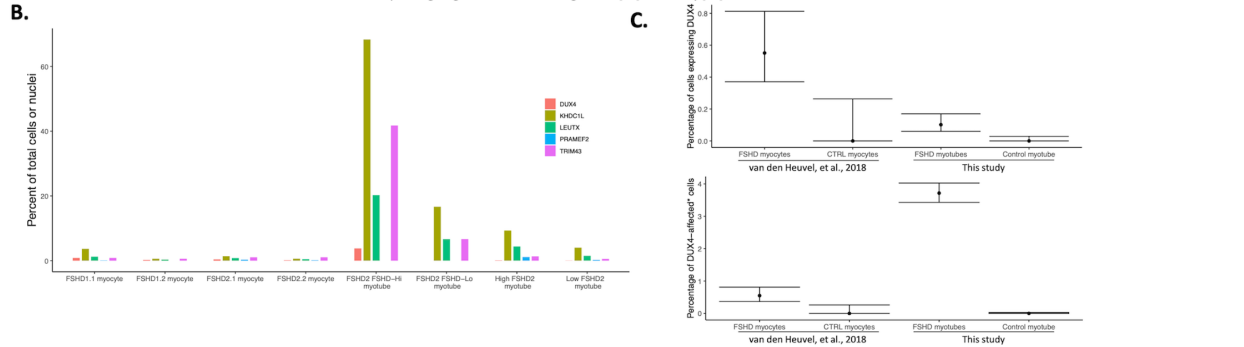 B.
Percent of total cells or nuclei
60
40
20
0
DUX4
KHDC1L
LEUTX
PRAMEF2
TRIM43
FSHD1.1 myocyte
FSHD1.2 myocyte
FSHD2.1 myocyte
FSHD2.2 myocyte
FSHD2 FSHD-Hi
myotube
FSHD2 FSHD-Lo
myotube
High FSHD2
myotube
Low FSHD2
myotube
C.
Percentage of cells expressing DUX4
0.8
0.6
0.4
0.2
0.0
FSHD myocytes
CTRL myocytes
FSHD myotubes
Control myotube
van den Heuvel, et al., 2018
This study
Percentage of DUX4-affected* cells
4
3
2
1
0
FSHD myocytes
CTRL myocytes
FSHD myotubes
Control myotube
van den Heuvel, et al., 2018
This study